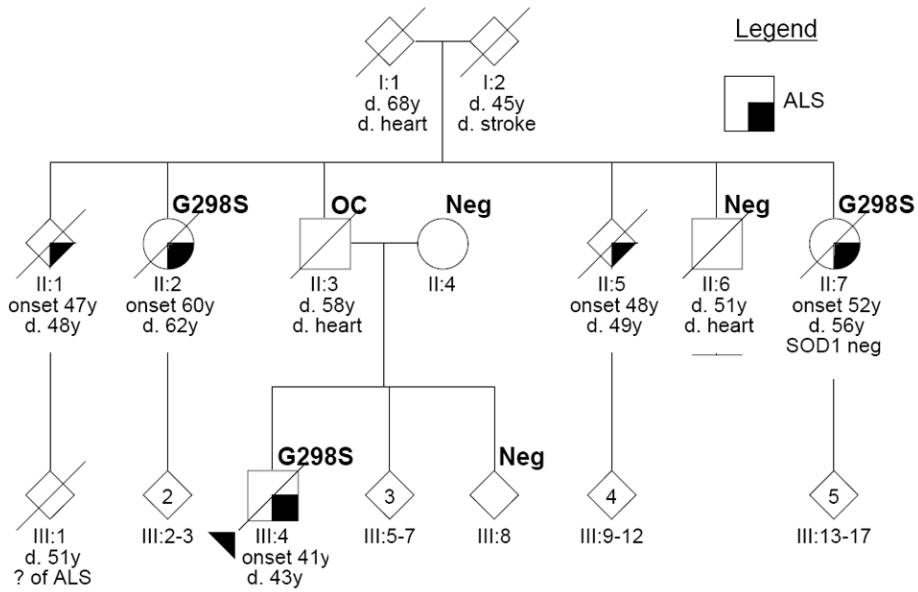 Legend
ALS
I:1
d. 68y
d. heart
I:2
d. 45y
d. stroke
G298S
OC
Neg
Neg
G298S
II:1
onset 47y
d. 48y
II:2
onset 60y
d. 62y
II:3
d. 58y
d. heart
II:4
II:5
onset 48y
d. 49y
II:6
d. 51y
d. heart
II:7
onset 52y
d. 56y
SOD1 neg
G298S
Neg
2
3
4
5
III:1
d. 51y
? of ALS
III:2-3
III:4
onset 41y
d. 43y
III:5-7
III:8
III:9-12
III:13-17